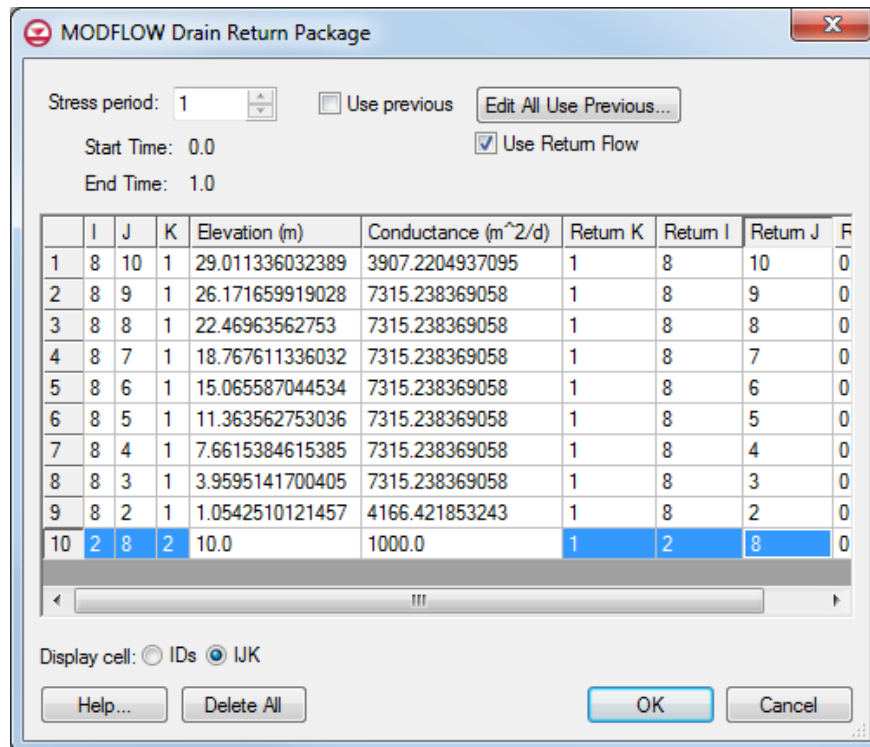 MODFLOW Drain Return Package
Stress period: 1 Use previous Edit All Use Previous...
Start Time: 0.0 Use Return Flow
End Time: 1.0
I J K Elevation (m) Conductance (m^2/d) Return K Return I Return J
1 8 10 1 29.011336032389 3907.2204937095 1 8 10 0
2 8 9 1 26.171659919028 7315.238369058 1 8 9 0
3 8 8 1 22.46963562753 7315.238369058 1 8 8 0
4 8 7 1 18.767611336032 7315.238369058 1 8 7 0
5 8 6 1 15.065587044534 7315.238369058 1 8 6 0
6 8 5 1 11.363562753036 7315.238369058 1 8 5 0
7 8 4 1 7.6615384615385 7315.238369058 1 8 4 0
8 8 3 1 3.9595141700405 7315.238369058 1 8 3 0
9 8 2 1 1.0542510121457 4166.421853243 1 8 2 0
10 2 8 2 10.0 1000.0 1 2 8 0
Display cell: IDs IJK
Help... Delete All OK Cancel